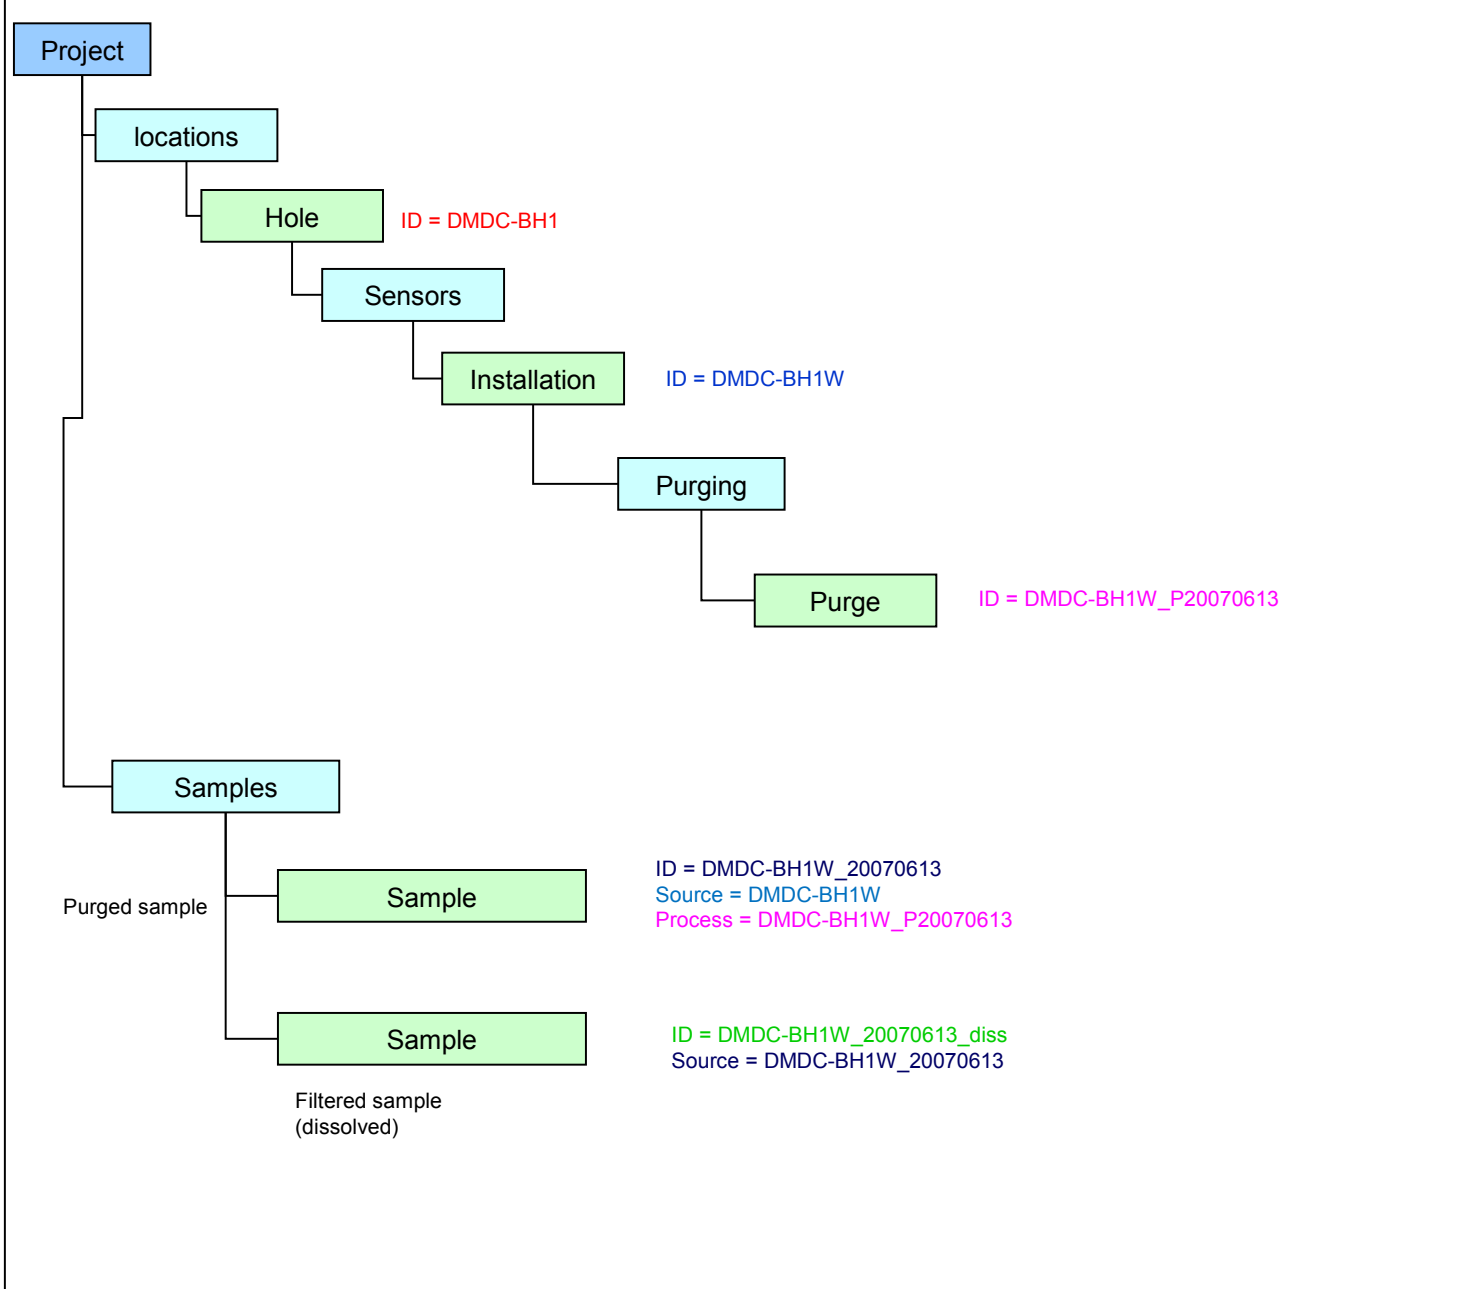 Project
locations
Hole
ID = DMDC-BH1
Sensors
Installation
ID = DMDC-BH1W
Purging
Purge
ID = DMDC-BH1W_P20070613
Samples
Purged sample
Sample
ID = DMDC-BH1W_20070613
Source = DMDC-BH1W
Process = DMDC-BH1W_P20070613
Sample
ID = DMDC-BH1W_20070613_diss
Source = DMDC-BH1W_20070613
Filtered sample
(dissolved)